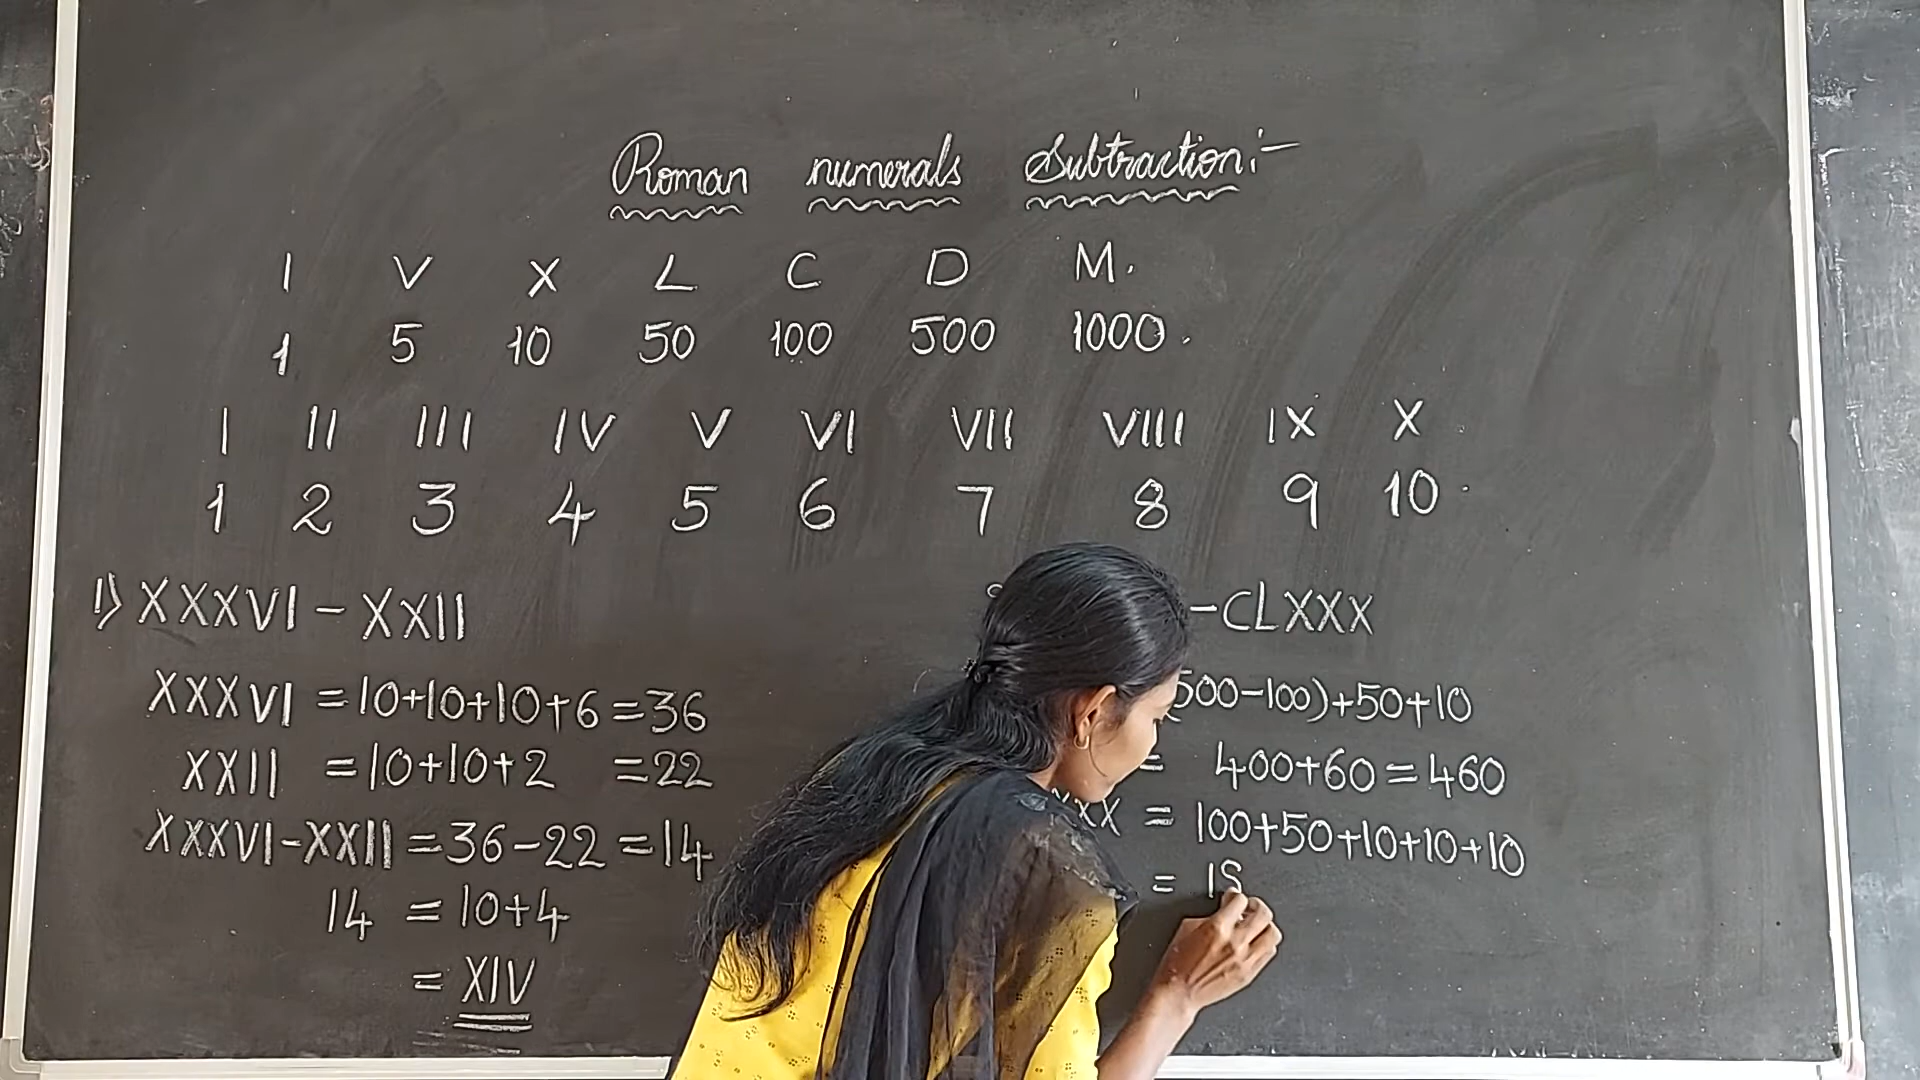 Roman numerals Subtraction:-
I V X L C D M.
1 5 10 50 100 500 1000.
I II III IV V VI VII VIII IX X
1 2 3 4 5 6 7 8 9 10.
1) XXXVI - XXII
XXXVI = 10+10+10+6 = 36
XXII = 10+10+2 = 22
XXXVI-XXII = 36-22 = 14
14 = 10+4
= XIV
-CLXXX
(500-100)+50+10
= 400+60 = 460
XXX = 100+50+10+10+10
= 18